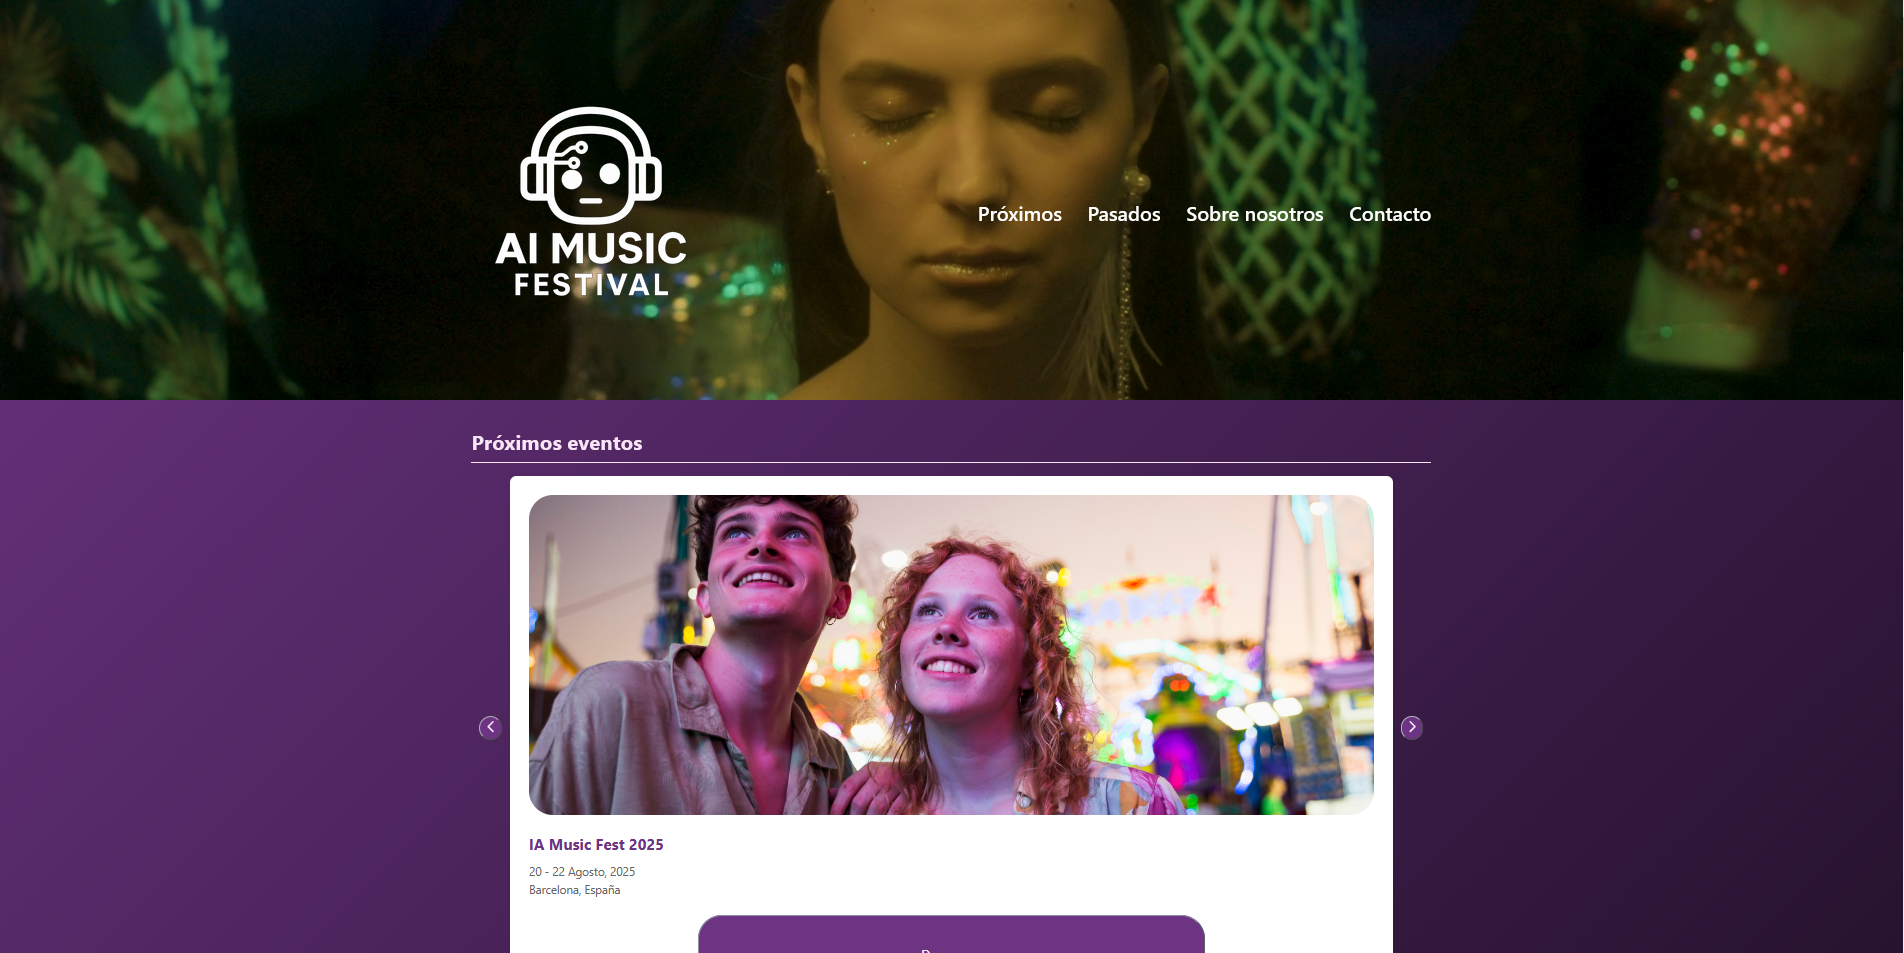 AI MUSIC
FESTIVAL
Próximos Pasados Sobre nosotros Contacto
Próximos eventos
IA Music Fest 2025
20 - 22 Agosto, 2025
Barcelona, España